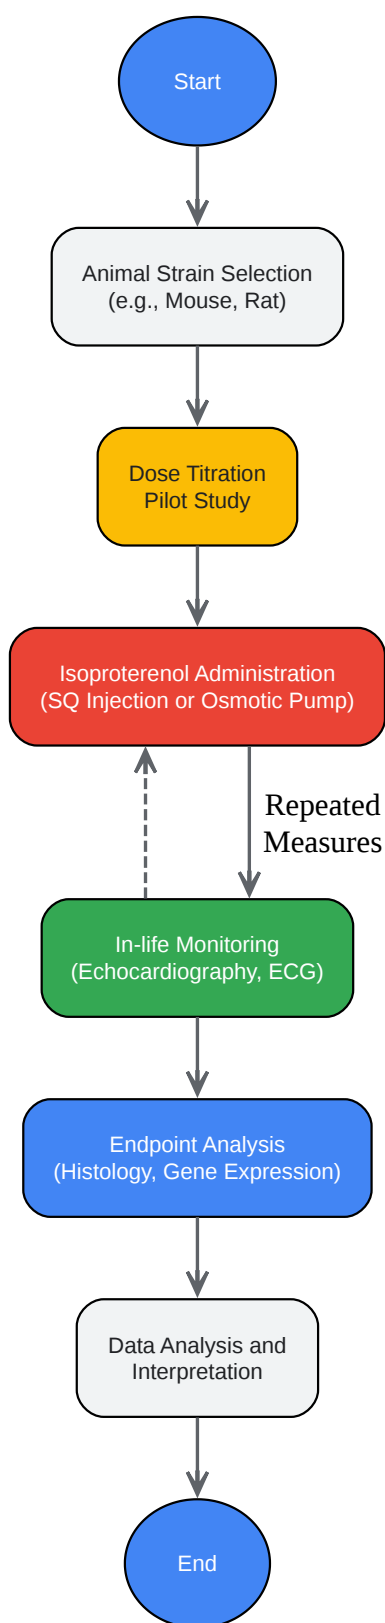 Start
Animal Strain Selection
(e.g., Mouse, Rat)
Dose Titration
Pilot Study
Isoproterenol Administration
(SQ Injection or Osmotic Pump)
Repeated
Measures
In-life Monitoring
(Echocardiography, ECG)
Endpoint Analysis
(Histology, Gene Expression)
Data Analysis and
Interpretation
End